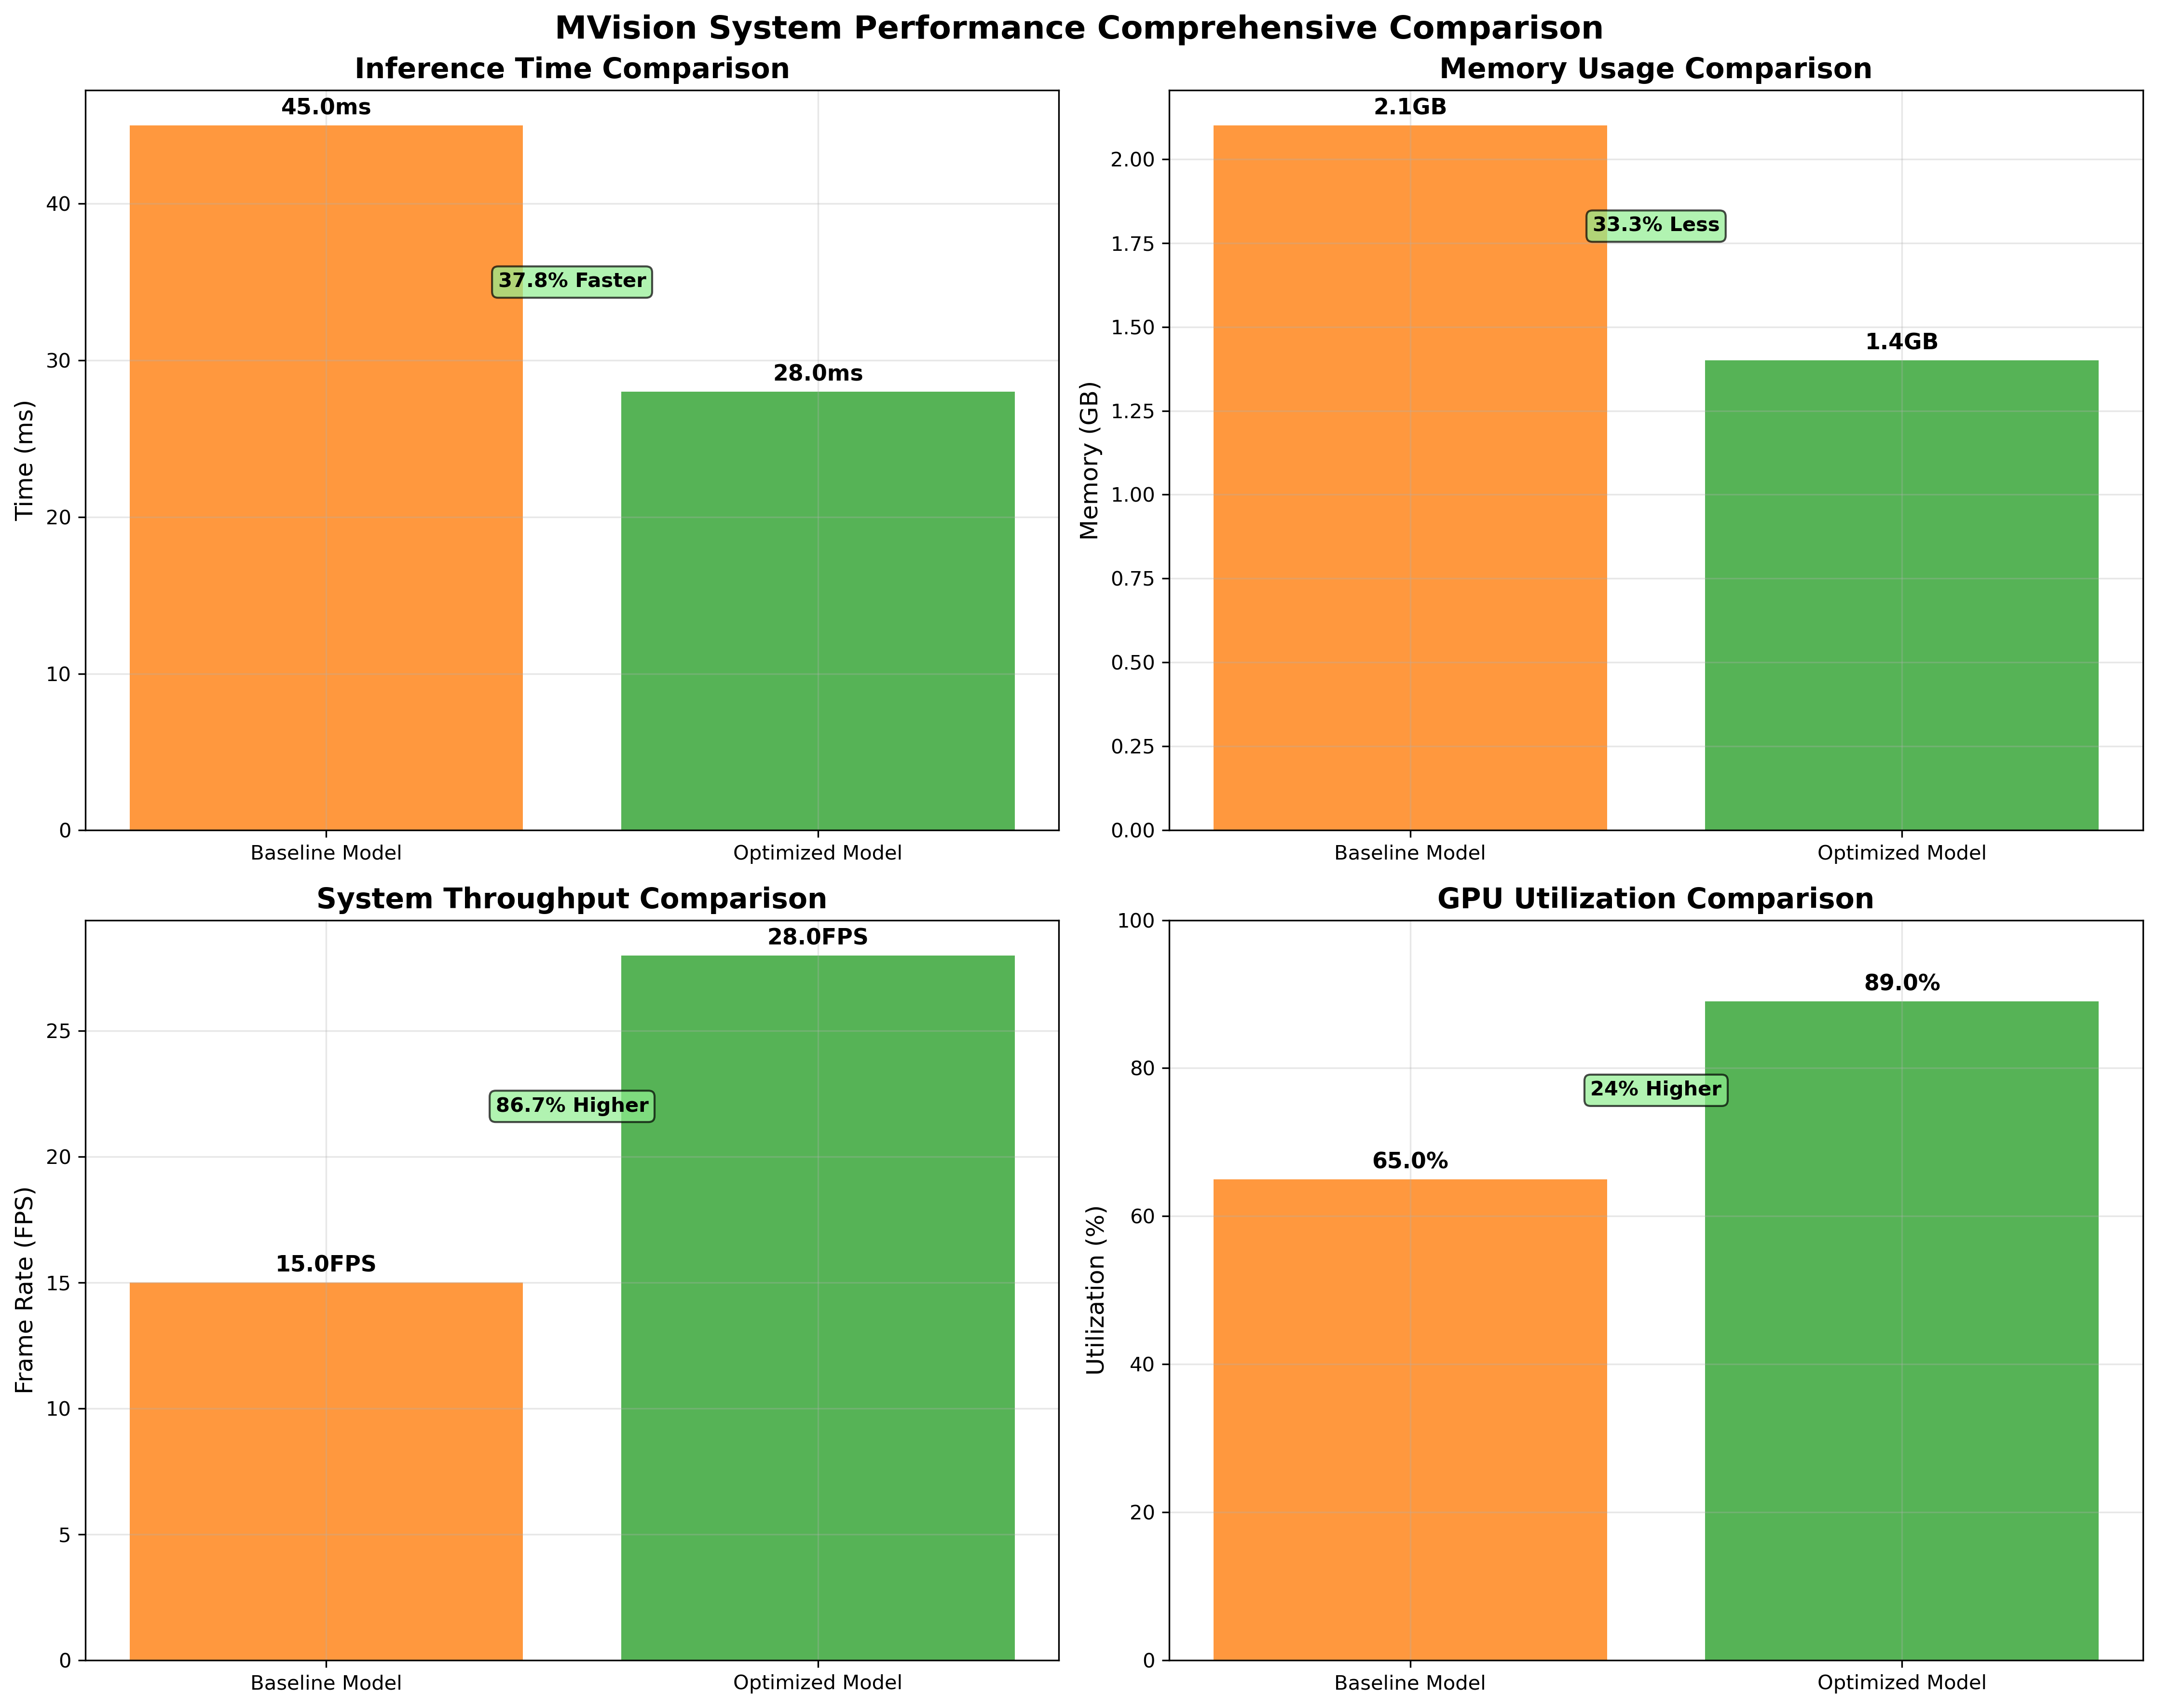 MVision System Performance Comprehensive Comparison
Inference Time Comparison
45.0ms
40
37.8% Faster
30
28.0ms
Time (ms)
20
10
0
Baseline Model
Optimized Model
Memory Usage Comparison
2.1GB
2.00
33.3% Less
1.75
1.50
1.4GB
1.25
Memory (GB)
1.00
0.75
0.50
0.25
0.00
Baseline Model
Optimized Model
System Throughput Comparison
28.0FPS
25
86.7% Higher
20
15.0FPS
15
Frame Rate (FPS)
10
5
0
Baseline Model
Optimized Model
GPU Utilization Comparison
100
89.0%
80
24% Higher
65.0%
60
Utilization (%)
40
20
0
Baseline Model
Optimized Model